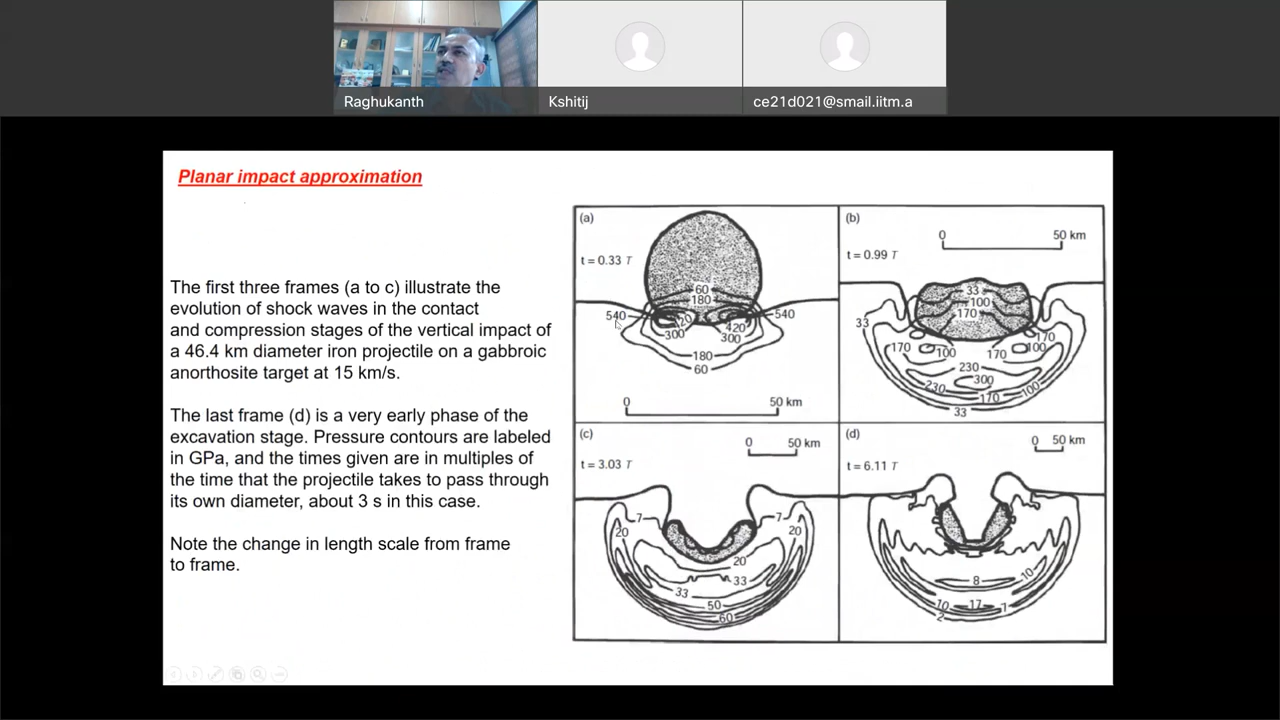 Raghukanth
Kshitij
ce21d021@smail.iitm.a
Planar impact approximation
The first three frames (a to c) illustrate the
evolution of shock waves in the contact
and compression stages of the vertical impact of
a 46.4 km diameter iron projectile on a gabbroic
anorthosite target at 15 km/s.
The last frame (d) is a very early phase of the
excavation stage. Pressure contours are labeled
in GPa, and the times given are in multiples of
the time that the projectile takes to pass through
its own diameter, about 3 s in this case.
Note the change in length scale from frame
to frame.
(a)
t = 0.33 T
60
180
540
540
420
300
300
180
60
0 50 km
(b)
0 50 km
t = 0.99 T
33
100
170
33
170
170
100
170
100
230
300
230
170
100
33
(c)
0 50 km
t = 3.03 T
7
7
20
20
20
33
33
50
60
(d)
0 50 km
t = 6.11 T
8
10
10
17
7
2